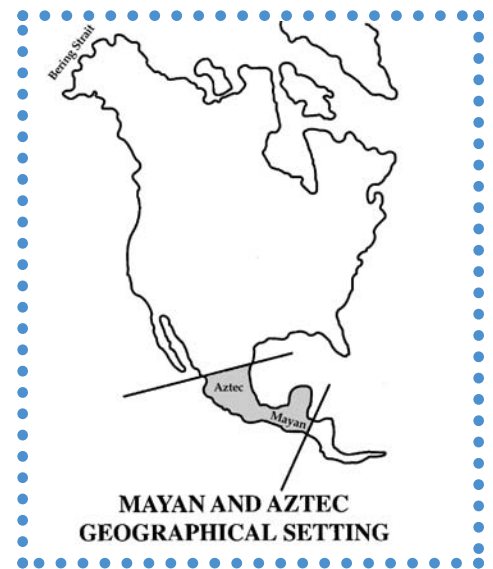 Bering Strait
Aztec
Mayan
MAYAN AND AZTEC
GEOGRAPHICAL SETTING